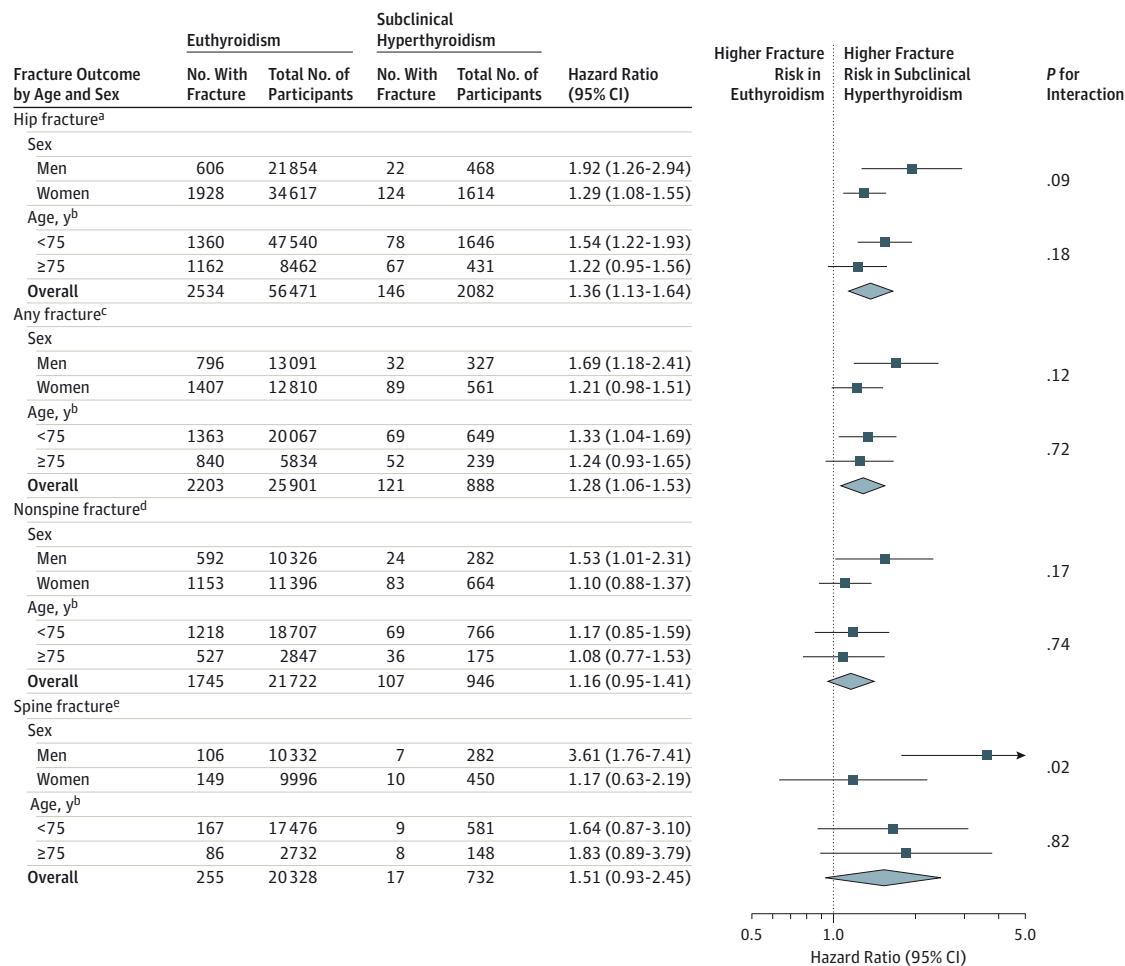 Subclinical
Euthyroidism Hyperthyroidism
Higher Fracture Higher Fracture
Fracture Outcome No. With Total No. of No. With Total No. of Hazard Ratio Risk in Risk in Subclinical P for
by Age and Sex Fracture Participants Fracture Participants (95% CI) Euthyroidism Hyperthyroidism Interaction
Hip fracturea
Sex
Men 606 21854 22 468 1.92 (1.26-2.94)
.09
Women 1928 34617 124 1614 1.29 (1.08-1.55)
Age, yb
<75 1360 47540 78 1646 1.54 (1.22-1.93)
.18
≥75 1162 8462 67 431 1.22 (0.95-1.56)
Overall 2534 56471 146 2082 1.36 (1.13-1.64)
Any fracturec
Sex
Men 796 13091 32 327 1.69 (1.18-2.41)
.12
Women 1407 12810 89 561 1.21 (0.98-1.51)
Age, yb
<75 1363 20067 69 649 1.33 (1.04-1.69)
.72
≥75 840 5834 52 239 1.24 (0.93-1.65)
Overall 2203 25901 121 888 1.28 (1.06-1.53)
Nonspine fractured
Sex
Men 592 10326 24 282 1.53 (1.01-2.31)
.17
Women 1153 11396 83 664 1.10 (0.88-1.37)
Age, yb
<75 1218 18707 69 766 1.17 (0.85-1.59)
.74
≥75 527 2847 36 175 1.08 (0.77-1.53)
Overall 1745 21722 107 946 1.16 (0.95-1.41)
Spine fracturee
Sex
Men 106 10332 7 282 3.61 (1.76-7.41)
.02
Women 149 9996 10 450 1.17 (0.63-2.19)
Age, yb
<75 167 17476 9 581 1.64 (0.87-3.10)
.82
≥75 86 2732 8 148 1.83 (0.89-3.79)
Overall 255 20328 17 732 1.51 (0.93-2.45)
0.5 1.0 5.0
Hazard Ratio (95% CI)